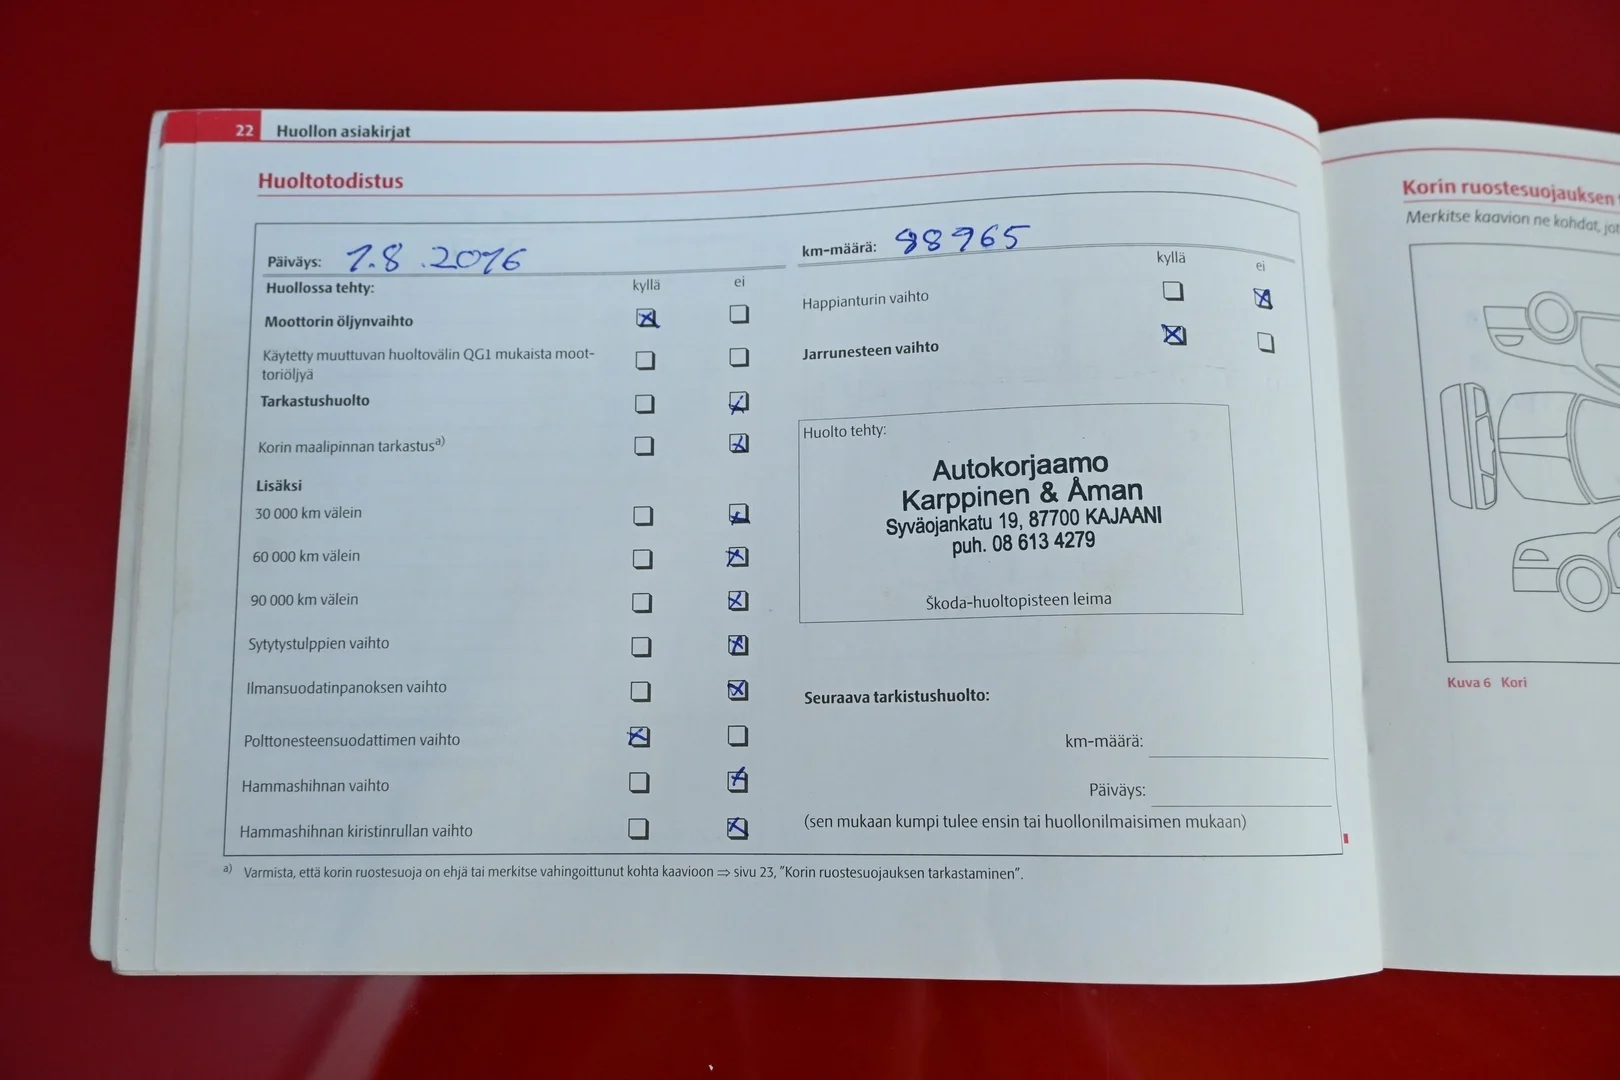 22 Huollon asiakirjat
Huoltotodistus
Päiväys: 1.8.2016
Huollossa tehty: kyllä ei
Moottorin öljynvaihto
Käytetty muuttuvan huoltovälin QG1 mukaista moot-
toriöljyä
Tarkastushuolto
Korin maalipinnan tarkastus a)
Lisäksi
30 000 km välein
60 000 km välein
90 000 km välein
Sytytystulppien vaihto
Ilmansuodatinpanoksen vaihto
Polttonesteensuodattimen vaihto
Hammashihnan vaihto
Hammashihnan kiristinrullan vaihto
km-määrä: 98965
kyllä ei
Happianturin vaihto
Jarrunesteen vaihto
Huolto tehty:
Autokorjaamo
Karppinen & Åman
Syväojankatu 19, 87700 KAJAANI
puh. 08 613 4279
Škoda-huoltopisteen leima
Seuraava tarkistushuolto:
km-määrä:
Päiväys:
(sen mukaan kumpi tulee ensin tai huollonilmaisimen mukaan)
a) Varmista, että korin ruostesuoja on ehjä tai merkitse vahingoittunut kohta kaavioon ⇒ sivu 23, "Korin ruostesuojauksen tarkastaminen".
Korin ruostesuojauksen
Merkitse kaavion ne kohdat,
Kuva 6 Kori